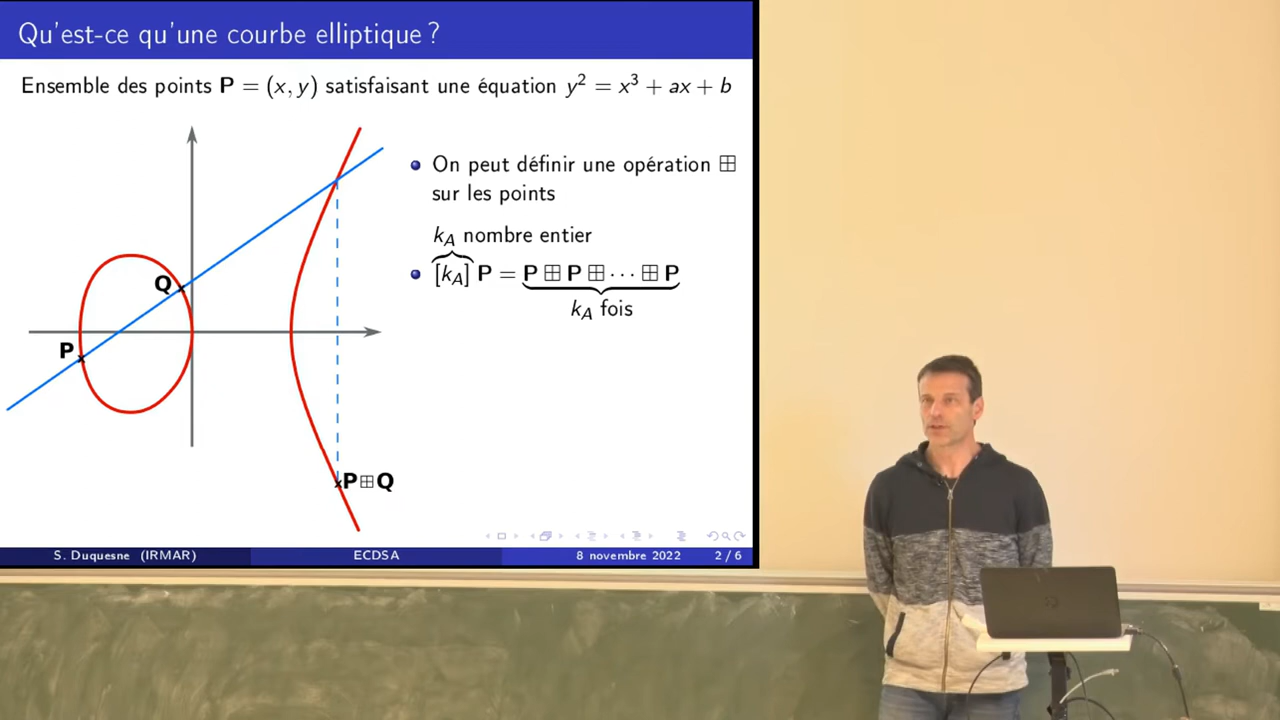 Qu'est-ce qu'une courbe elliptique ?
Ensemble des points P = (x, y) satisfaisant une équation y² = x³ + ax + b
On peut définir une opération ⊞
sur les points
k_A nombre entier
[k_A] P = P ⊞ P ⊞ ··· ⊞ P
k_A fois
Q
P
P⊞Q
S. Duquesne (IRMAR) ECDSA 8 novembre 2022 2 / 6